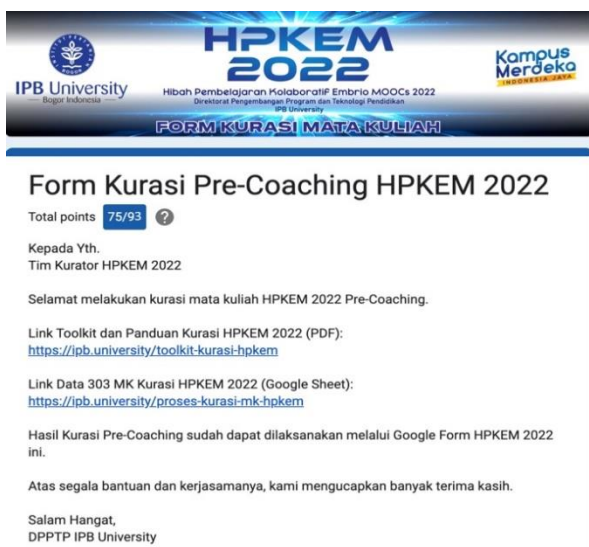 HPKEM
2022
IPB University
Bogor Indonesia
Kampus
Merdeka
INDONESIA JAYA
Hibah Pembelajaran Kolaboratif Embrio MOOCs 2022
Direktorat Pengembangan Program dan Teknologi Pendidikan
IPB University
FORM KURASI MATA KULIAH
Form Kurasi Pre-Coaching HPKEM 2022
Total points 75/93 ?
Kepada Yth.
Tim Kurator HPKEM 2022
Selamat melakukan kurasi mata kuliah HPKEM 2022 Pre-Coaching.
Link Toolkit dan Panduan Kurasi HPKEM 2022 (PDF):
https://ipb.university/toolkit-kurasi-hpkem
Link Data 303 MK Kurasi HPKEM 2022 (Google Sheet):
https://ipb.university/proses-kurasi-mk-hpkem
Hasil Kurasi Pre-Coaching sudah dapat dilaksanakan melalui Google Form HPKEM 2022
ini.
Atas segala bantuan dan kerjasamanya, kami mengucapkan banyak terima kasih.
Salam Hangat,
DPPTP IPB University